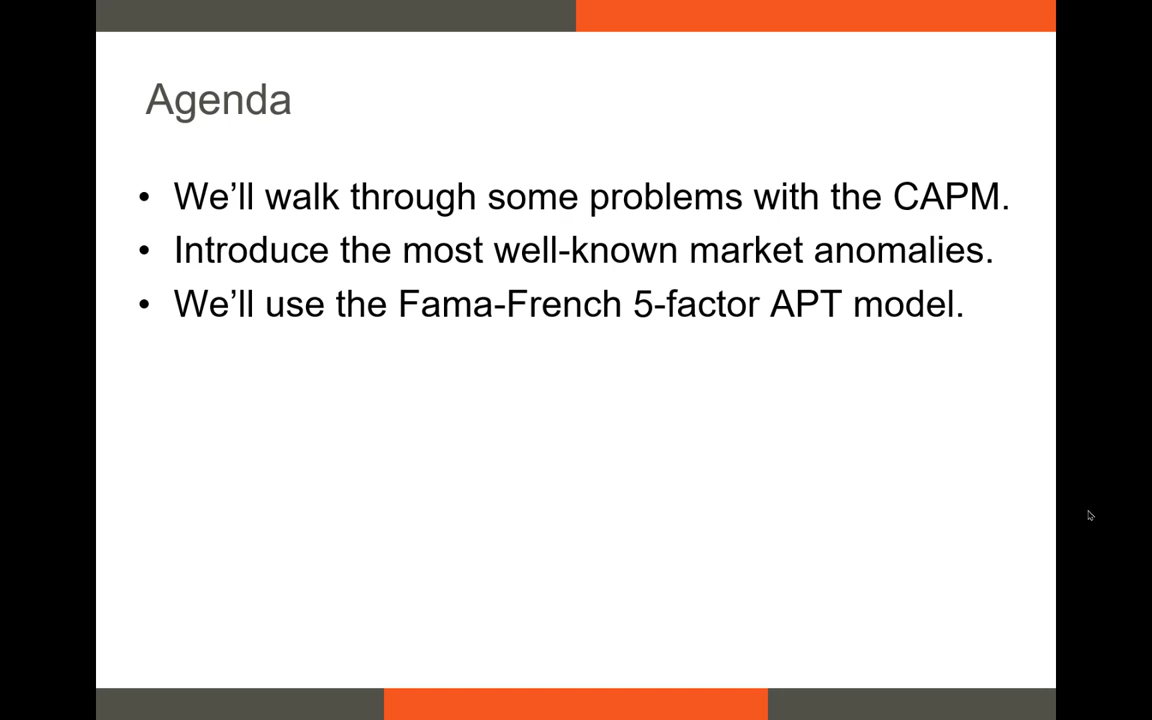 Agenda
• We’ll walk through some problems with the CAPM.
• Introduce the most well-known market anomalies.
• We’ll use the Fama-French 5-factor APT model.